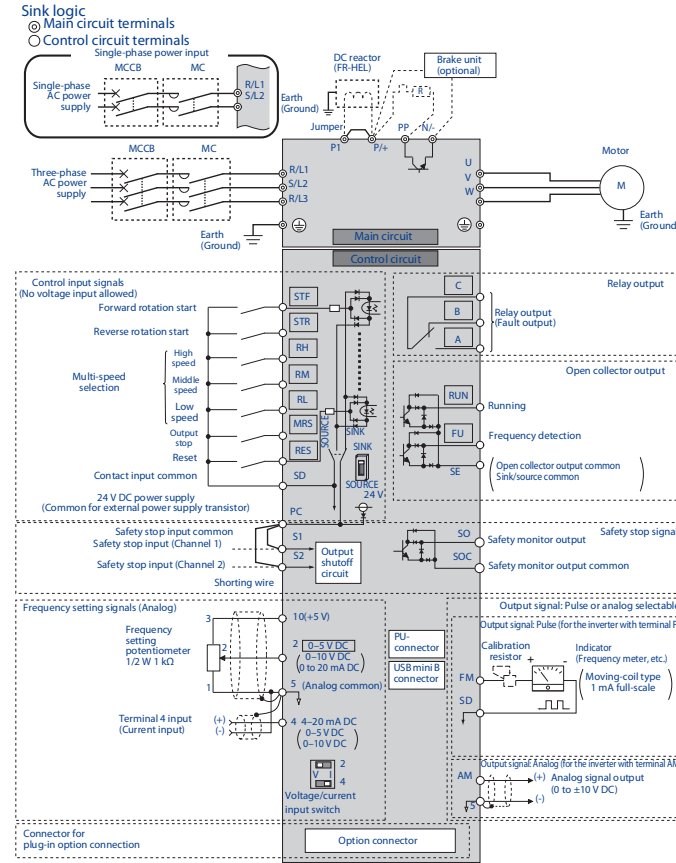 Sink logic
Main circuit terminals
Control circuit terminals
Single-phase power input
MCCB MC
Single-phase
AC power
supply
R/L1
S/L2
Earth
(Ground)
DC reactor
(FR-HEL)
Brake unit
(optional)
R
Jumper
P1 P/+ PP N/-
MCCB MC
Three-phase
AC power
supply
R/L1
S/L2
R/L3
U
V
W
Motor
M
Earth
(Ground)
Earth
(Ground
Main circuit
Control circuit
Control input signals
(No voltage input allowed)
Forward rotation start
Reverse rotation start
Multi-speed
selection
High
speed
Middle
speed
Low
speed
Output
stop
Reset
Contact input common
24 V DC power supply
(Common for external power supply transistor)
STF
STR
RH
RM
RL
MRS
RES
SD
PC
SOURCE
SINK
SINK
SOURCE
24 V
Relay output
C
B
A
Relay output
(Fault output)
Open collector output
RUN
Running
FU
Frequency detection
SE
Open collector output common
Sink/source common
Safety stop input common
Safety stop input (Channel 1)
Safety stop input (Channel 2)
Shorting wire
S1
S2
Output
shutoff
circuit
Safety stop signa
SO
Safety monitor output
SOC
Safety monitor output common
Frequency setting signals (Analog)
Frequency
setting
potentiometer
1/2 W 1 kΩ
3
2
1
10(+5 V)
2 0–5 V DC
(0–10 V DC
0 to 20 mA DC)
5 (Analog common)
Terminal 4 input
(Current input)
(+)
(-)
4 4–20 mA DC
(0–5 V DC
0–10 V DC)
2
V I
4
Voltage/current
input switch
PU-
connector
USB mini B
connector
Output signal: Pulse or analog selectable
Output signal: Pulse (for the inverter with terminal F
Calibration
resistor
+ -
Indicator
(Frequency meter, etc.)
(Moving-coil type
1 mA full-scale)
FM
SD
Output signal: Analog (for the inverter with terminal AM
AM
5
(+)
(-)
Analog signal output
(0 to ±10 V DC)
Connector for
plug-in option connection
Option connector